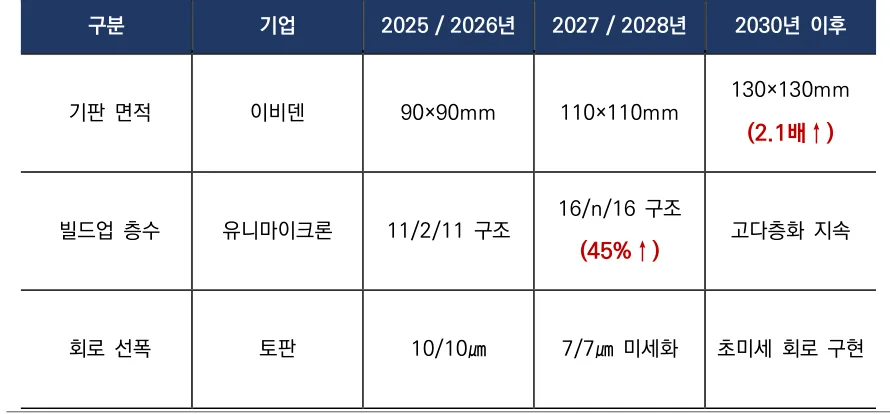 구분 기업 2025 / 2026년 2027 / 2028년 2030년 이후
기판 면적 이비덴 90×90mm 110×110mm 130×130mm
(2.1배↑)
빌드업 층수 유니마이크론 11/2/11 구조 16/n/16 구조
(45%↑)
고다층화 지속
회로 선폭 토판 10/10㎛ 7/7㎛ 미세화 초미세 회로 구현